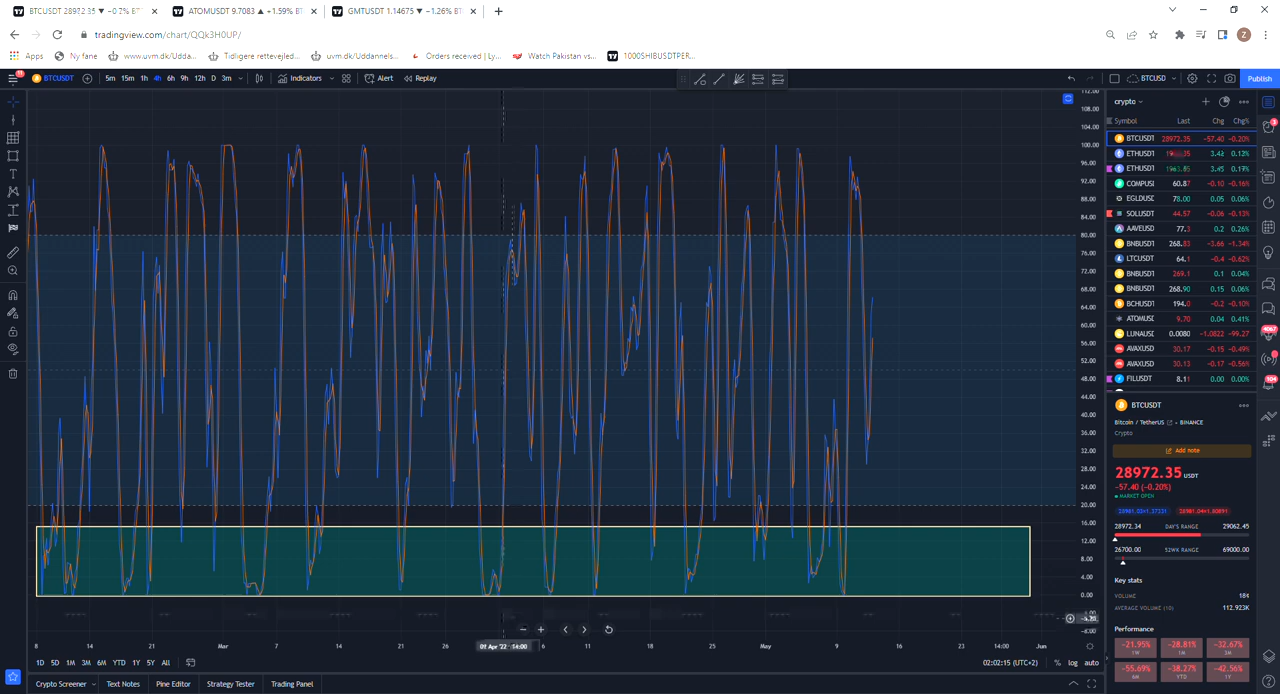 BTCUSDT 28972.35 ▼ −0.2% BT
ATOMUSDT 9.7083 ▲ +1.59% BT
GMTUSDT 1.14675 ▼ −1.26% BT
tradingview.com/chart/QQk3H0UP/
Apps Ny fane www.uvm.dk/Udda... Tidligere rettevejled... uvm.dk/Uddannels... Orders received | Ly... Watch Pakistan vs... 1000SHIBUSDTPER...
11 BTCUSDT 5m 15m 1h 4h 6h 9h 12h D 3m Indicators Alert Replay BTCUSD Publish
crypto
Symbol Last Chg Chg%
BTCUSDT 28972.35 −57.40 −0.20%
ETHUSDT 3.42 0.17%
ETHUSDT 3.45 0.17%
COMPUSI 60.87 −0.10 −0.16%
EGLDUSI 78.00 0.05 0.06%
SOLUSDT 44.57 −0.06 −0.13%
AAVEUSD 77.3 0.2 0.26%
BNBUSDT 268.83 −3.66 −1.34%
LTCUSDT 64.1 −0.4 −0.62%
BNBUSDT 269.1 0.1 0.04%
BNBUSDT 268.90 0.15 0.06%
BCHUSDT 194.0 −0.2 −0.10%
ATOMUSI 9.70 0.04 0.41%
LUNAUSI 0.0080 −1.0822 −99.27
AVAXUSD 30.17 −0.15 −0.49%
AVAXUSD 30.13 −0.17 −0.56%
FILUSDT 8.11 0.00 0.00%
112.00
108.00
104.00
100.00
96.00
92.00
88.00
84.00
80.00
76.00
72.00
68.00
64.00
60.00
56.00
52.00
48.00
44.00
40.00
36.00
32.00
28.00
24.00
20.00
16.00
12.00
8.00
4.00
0.00
−4.00
BTCUSDT
Bitcoin / TetherUS • BINANCE
Crypto
Add note
28972.35 USDT
−57.40 (−0.20%)
MARKET OPEN
28972.34 DAY'S RANGE 29062.45
26700.00 52WK RANGE 69000.00
Key stats
VOLUME 184
AVERAGE VOLUME (10) 112.923K
Performance
−21.95% −28.81% −32.67%
1W 1M 3M
−55.69% −38.27% −42.56%
6M YTD 1Y
8 14 21 Mar 7 14 21 28 02 Apr '22 14:00 6 11 18 25 May 9 16 23 14:00 Jun
1D 5D 1M 3M 6M YTD 1Y 5Y All 02:02:15 (UTC+2) % log auto
Crypto Screener Text Notes Pine Editor Strategy Tester Trading Panel